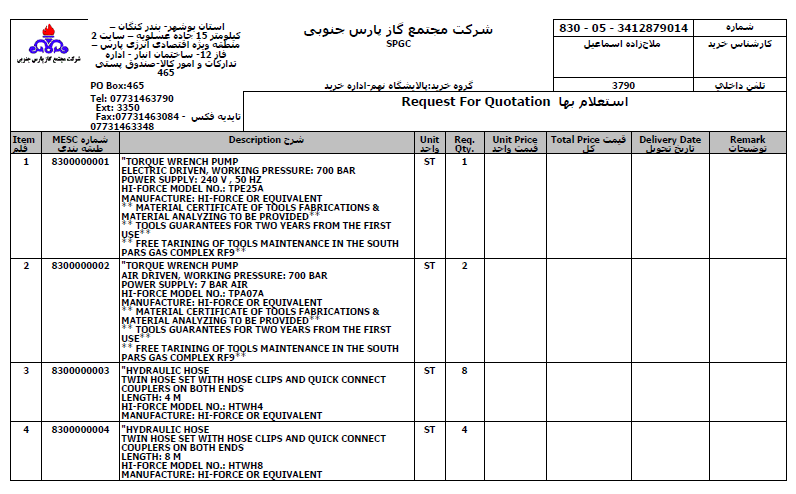 شرکت مجتمع گاز پارس جنوبی
استان بوشهر- بندر کنگان –
کیلومتر 15 جاده عسلویه – سایت 2
منطقه ویژه اقتصادی انرژی پارس –
فاز 12- ساختمان انبار - اداره
تدارکات و امور کالا-صندوق پستی
465
PO Box:465
Tel: 07731463790
Ext: 3350
تاییدیه فکس - Fax:07731463084
07731463348
شرکت مجتمع گاز پارس جنوبی
SPGC
گروه خرید:پالایشگاه نهم-اداره خرید
830 - 05 - 3412879014 شماره
ملاح‌زاده اسماعیل کارشناس خرید
3790 تلفن داخلي
Request For Quotation استعلام بها
Item MESC شماره Description شرح Unit Req. Unit Price Total Price قیمت Delivery Date Remark
قلم طبقه بندي واحد Qty. قیمت واحد کل تاریخ تحویل توضیحات
1 8300000001 "TORQUE WRENCH PUMP ST 1
ELECTRIC DRIVEN, WORKING PRESSURE: 700 BAR
POWER SUPPLY: 240 V , 50 HZ
HI-FORCE MODEL NO.: TPE25A
MANUFACTURE: HI-FORCE OR EQUIVALENT
** MATERIAL CERTIFICATE OF TOOLS FABRICATIONS &
MATERIAL ANALYZING TO BE PROVIDED**
** TOOLS GUARANTEES FOR TWO YEARS FROM THE FIRST
USE**
** FREE TARINING OF TOOLS MAINTENANCE IN THE SOUTH
PARS GAS COMPLEX RF9**
2 8300000002 "TORQUE WRENCH PUMP ST 2
AIR DRIVEN, WORKING PRESSURE: 700 BAR
POWER SUPPLY: 7 BAR AIR
HI-FORCE MODEL NO.: TPA07A
MANUFACTURE: HI-FORCE OR EQUIVALENT
** MATERIAL CERTIFICATE OF TOOLS FABRICATIONS &
MATERIAL ANALYZING TO BE PROVIDED**
** TOOLS GUARANTEES FOR TWO YEARS FROM THE FIRST
USE**
** FREE TARINING OF TOOLS MAINTENANCE IN THE SOUTH
PARS GAS COMPLEX RF9**
3 8300000003 "HYDRAULIC HOSE ST 8
TWIN HOSE SET WITH HOSE CLIPS AND QUICK CONNECT
COUPLERS ON BOTH ENDS
LENGTH: 4 M
HI-FORCE MODEL NO.: HTWH4
MANUFACTURE: HI-FORCE OR EQUIVALENT
4 8300000004 "HYDRAULIC HOSE ST 4
TWIN HOSE SET WITH HOSE CLIPS AND QUICK CONNECT
COUPLERS ON BOTH ENDS
LENGTH: 8 M
HI-FORCE MODEL NO.: HTWH8
MANUFACTURE: HI-FORCE OR EQUIVALENT